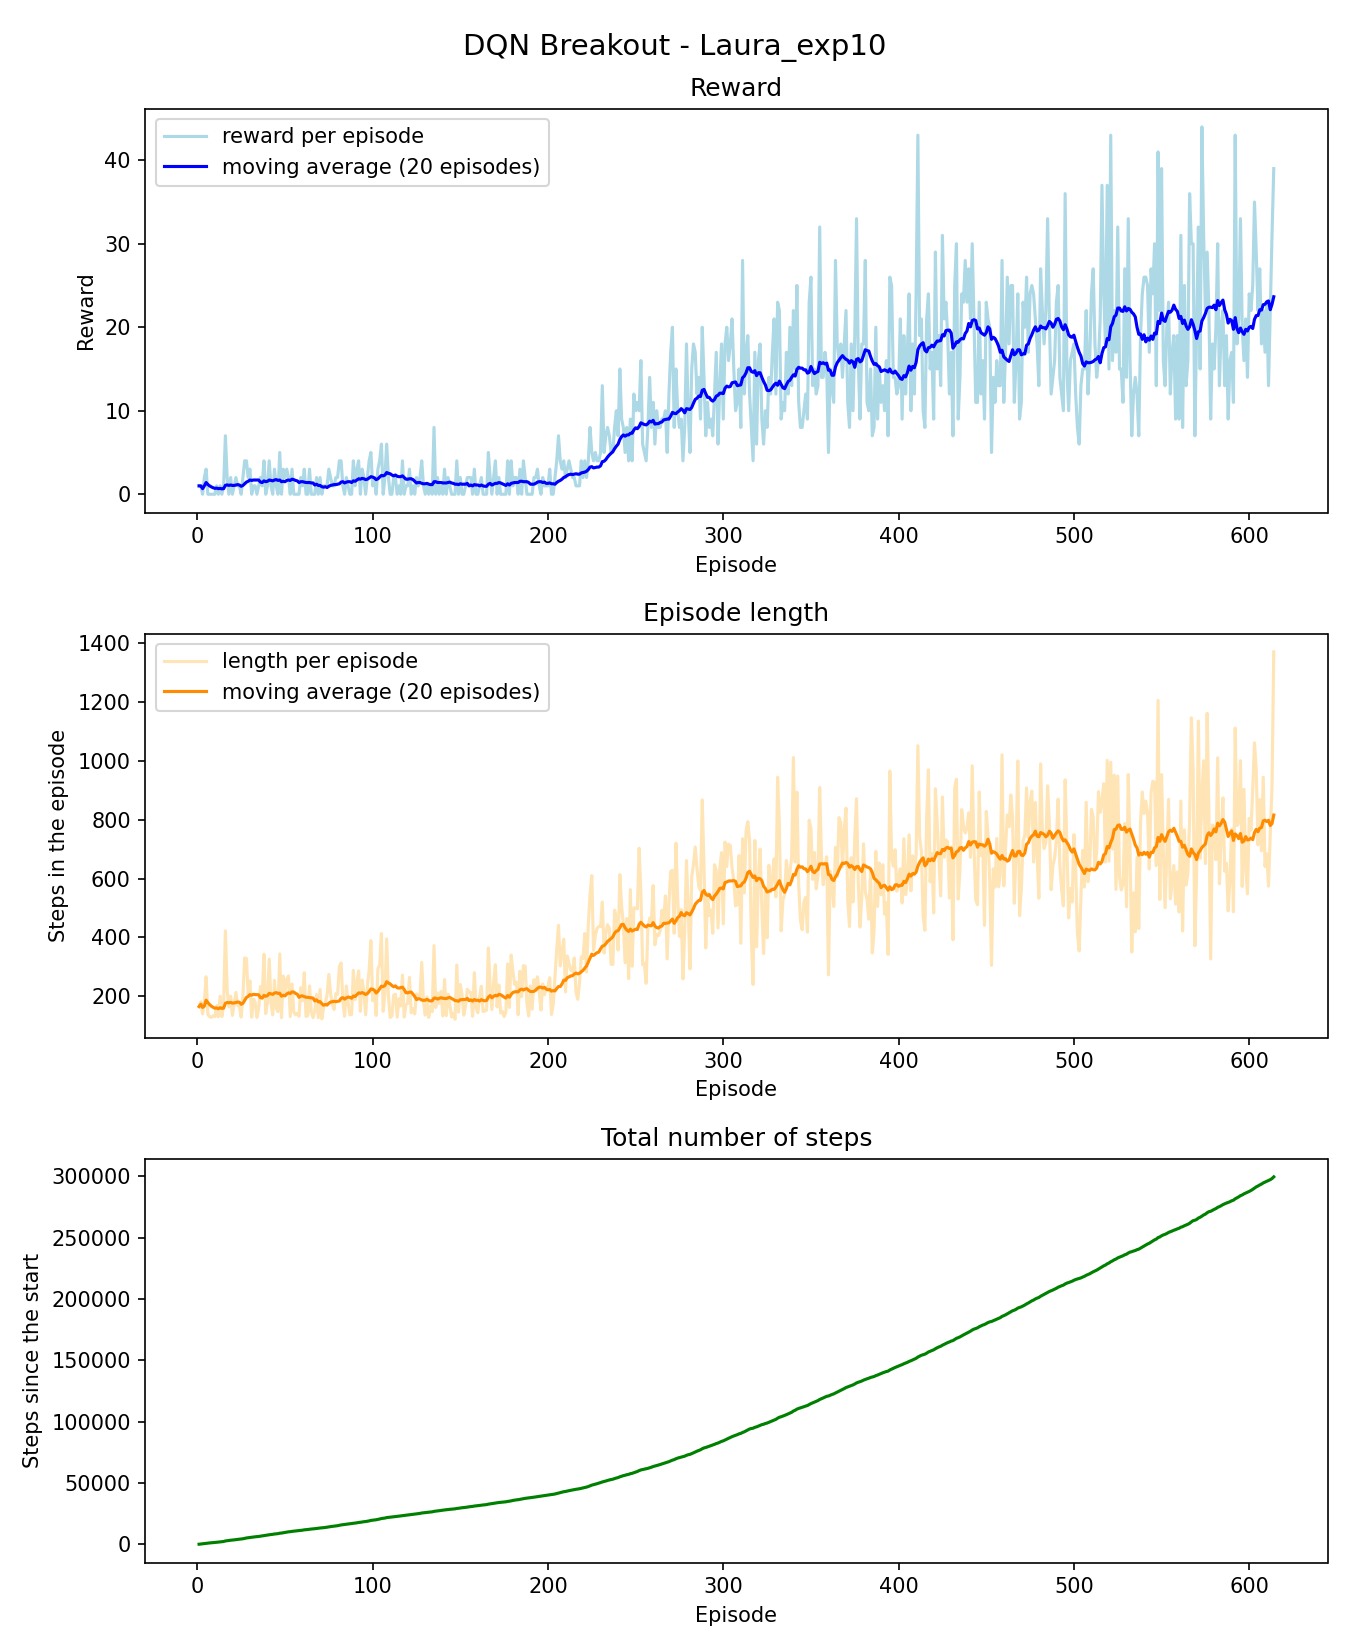 DQN Breakout - Laura_exp10
Reward
reward per episode
moving average (20 episodes)
Reward
40
30
20
10
0
0 100 200 300 400 500 600
Episode
Episode length
length per episode
moving average (20 episodes)
Steps in the episode
1400
1200
1000
800
600
400
200
0 100 200 300 400 500 600
Episode
Total number of steps
Steps since the start
300000
250000
200000
150000
100000
50000
0
0 100 200 300 400 500 600
Episode